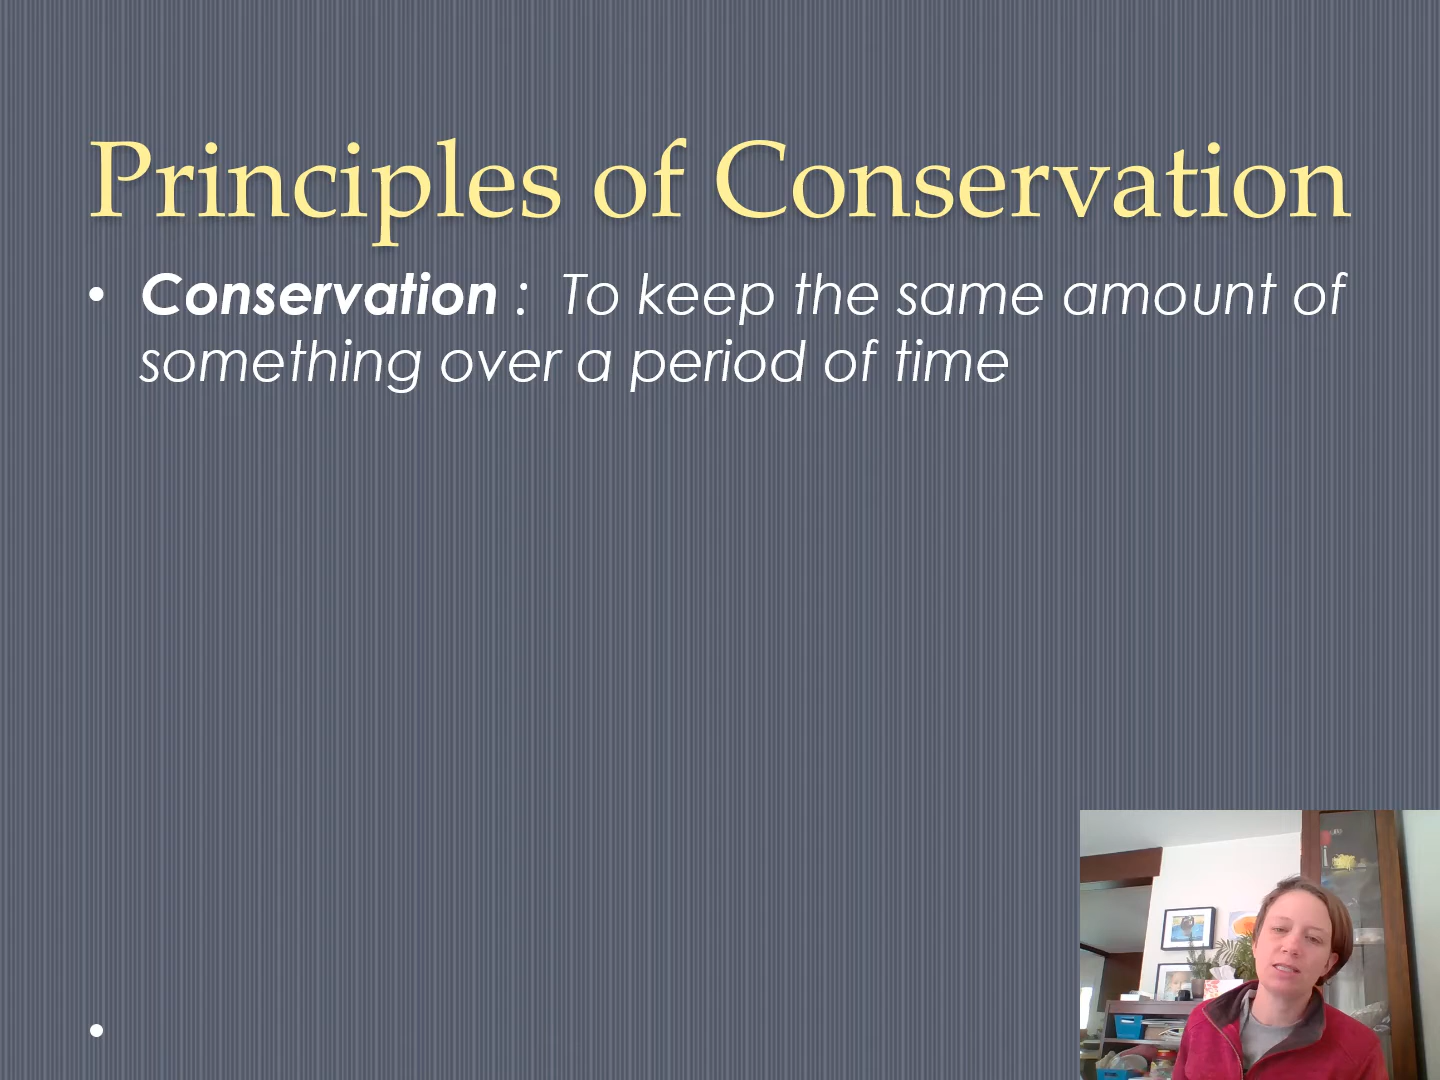 Principles of Conservation
• Conservation : To keep the same amount of
something over a period of time
•